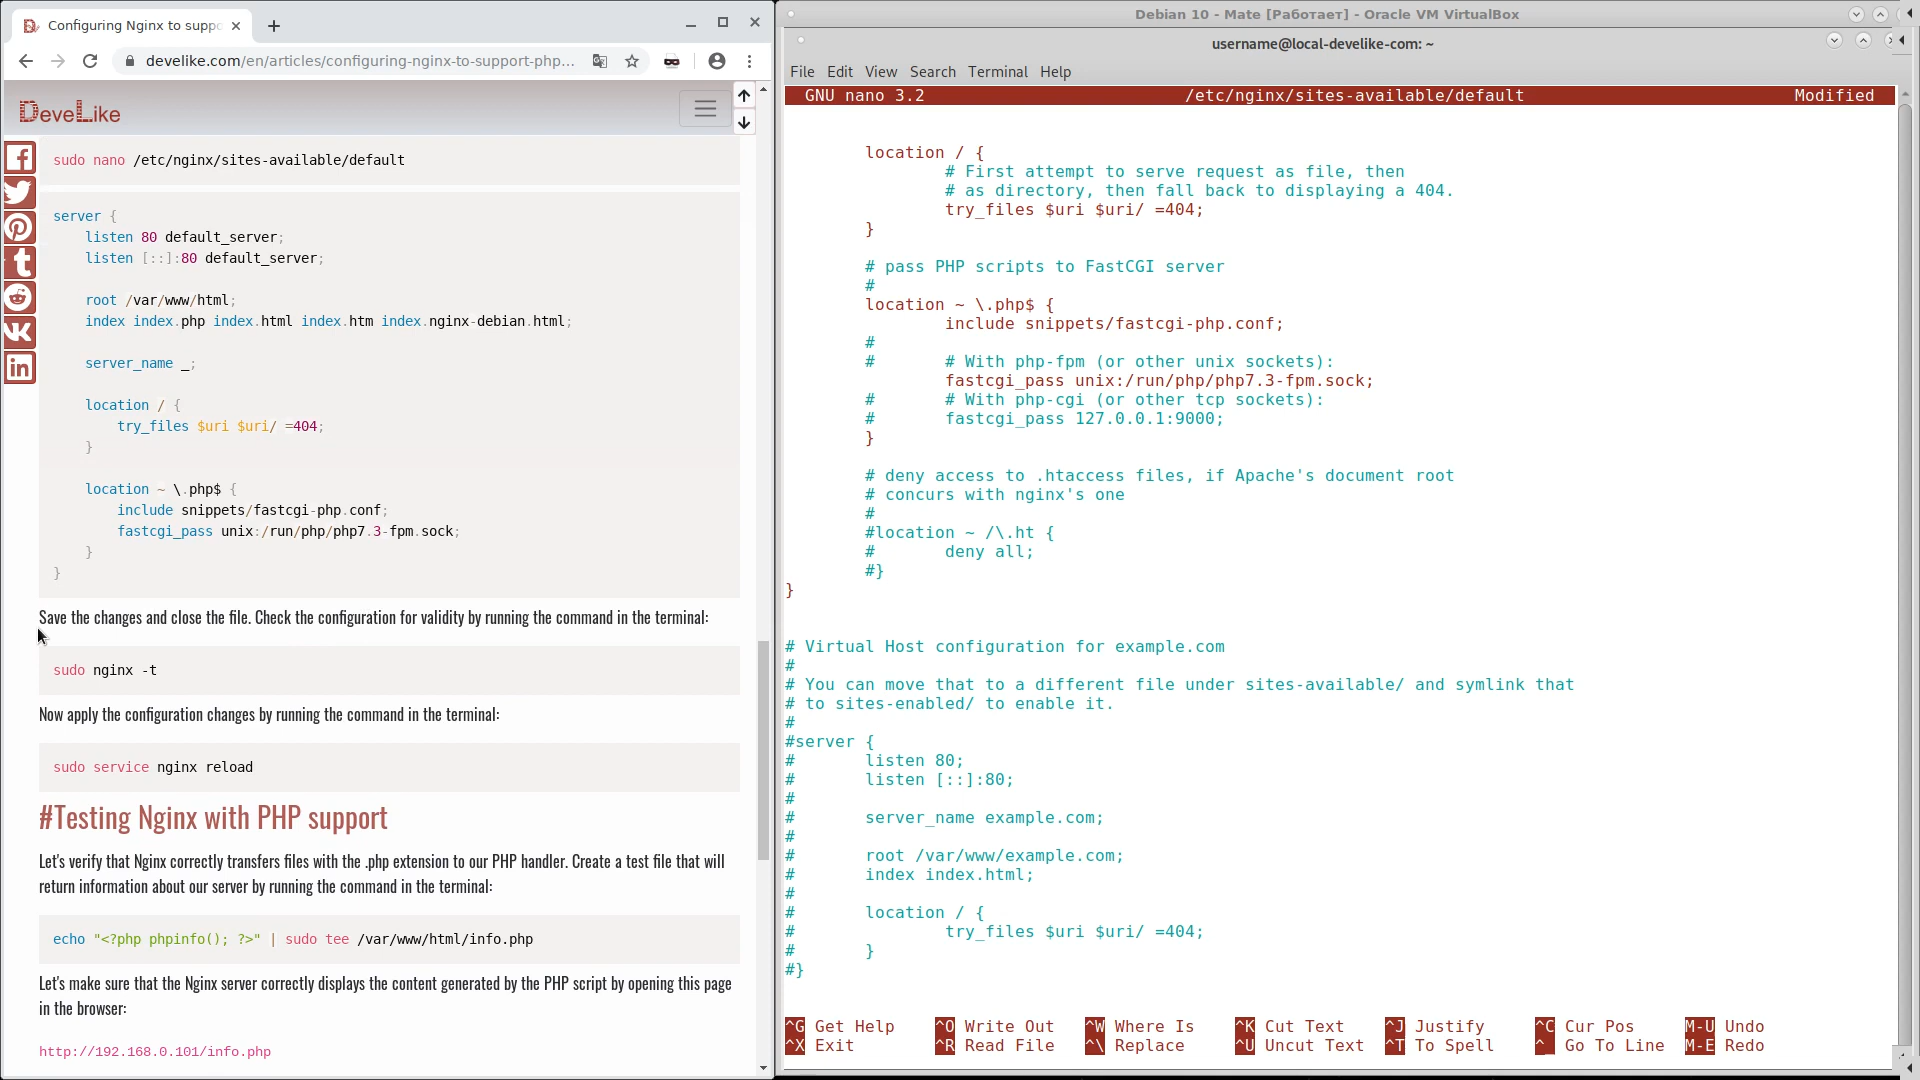 Configuring Nginx to suppo
develike.com/en/articles/configuring-nginx-to-support-php...
DeveLike
sudo nano /etc/nginx/sites-available/default
server {
listen 80 default_server;
listen [::]:80 default_server;
root /var/www/html;
index index.php index.html index.htm index.nginx-debian.html;
server_name _;
location / {
try_files $uri $uri/ =404;
}
location ~ \.php$ {
include snippets/fastcgi-php.conf;
fastcgi_pass unix:/run/php/php7.3-fpm.sock;
}
}
Save the changes and close the file. Check the configuration for validity by running the command in the terminal:
sudo nginx -t
Now apply the configuration changes by running the command in the terminal:
sudo service nginx reload
#Testing Nginx with PHP support
Let's verify that Nginx correctly transfers files with the .php extension to our PHP handler. Create a test file that will
return information about our server by running the command in the terminal:
echo "<?php phpinfo(); ?>" | sudo tee /var/www/html/info.php
Let's make sure that the Nginx server correctly displays the content generated by the PHP script by opening this page
in the browser:
http://192.168.0.101/info.php
Debian 10 - Mate [Работает] - Oracle VM VirtualBox
username@local-develike-com: ~
File Edit View Search Terminal Help
GNU nano 3.2 /etc/nginx/sites-available/default Modified
location / {
# First attempt to serve request as file, then
# as directory, then fall back to displaying a 404.
try_files $uri $uri/ =404;
}
# pass PHP scripts to FastCGI server
#
location ~ \.php$ {
include snippets/fastcgi-php.conf;
#
# # With php-fpm (or other unix sockets):
fastcgi_pass unix:/run/php/php7.3-fpm.sock;
# # With php-cgi (or other tcp sockets):
# fastcgi_pass 127.0.0.1:9000;
}
# deny access to .htaccess files, if Apache's document root
# concurs with nginx's one
#
#location ~ /\.ht {
# deny all;
#}
}
# Virtual Host configuration for example.com
#
# You can move that to a different file under sites-available/ and symlink that
# to sites-enabled/ to enable it.
#
#server {
# listen 80;
# listen [::]:80;
#
# server_name example.com;
#
# root /var/www/example.com;
# index index.html;
#
# location / {
# try_files $uri $uri/ =404;
# }
#}
^G Get Help ^O Write Out ^W Where Is ^K Cut Text ^J Justify ^C Cur Pos M-U Undo
^X Exit ^R Read File ^\ Replace ^U Uncut Text ^T To Spell ^_ Go To Line M-E Redo